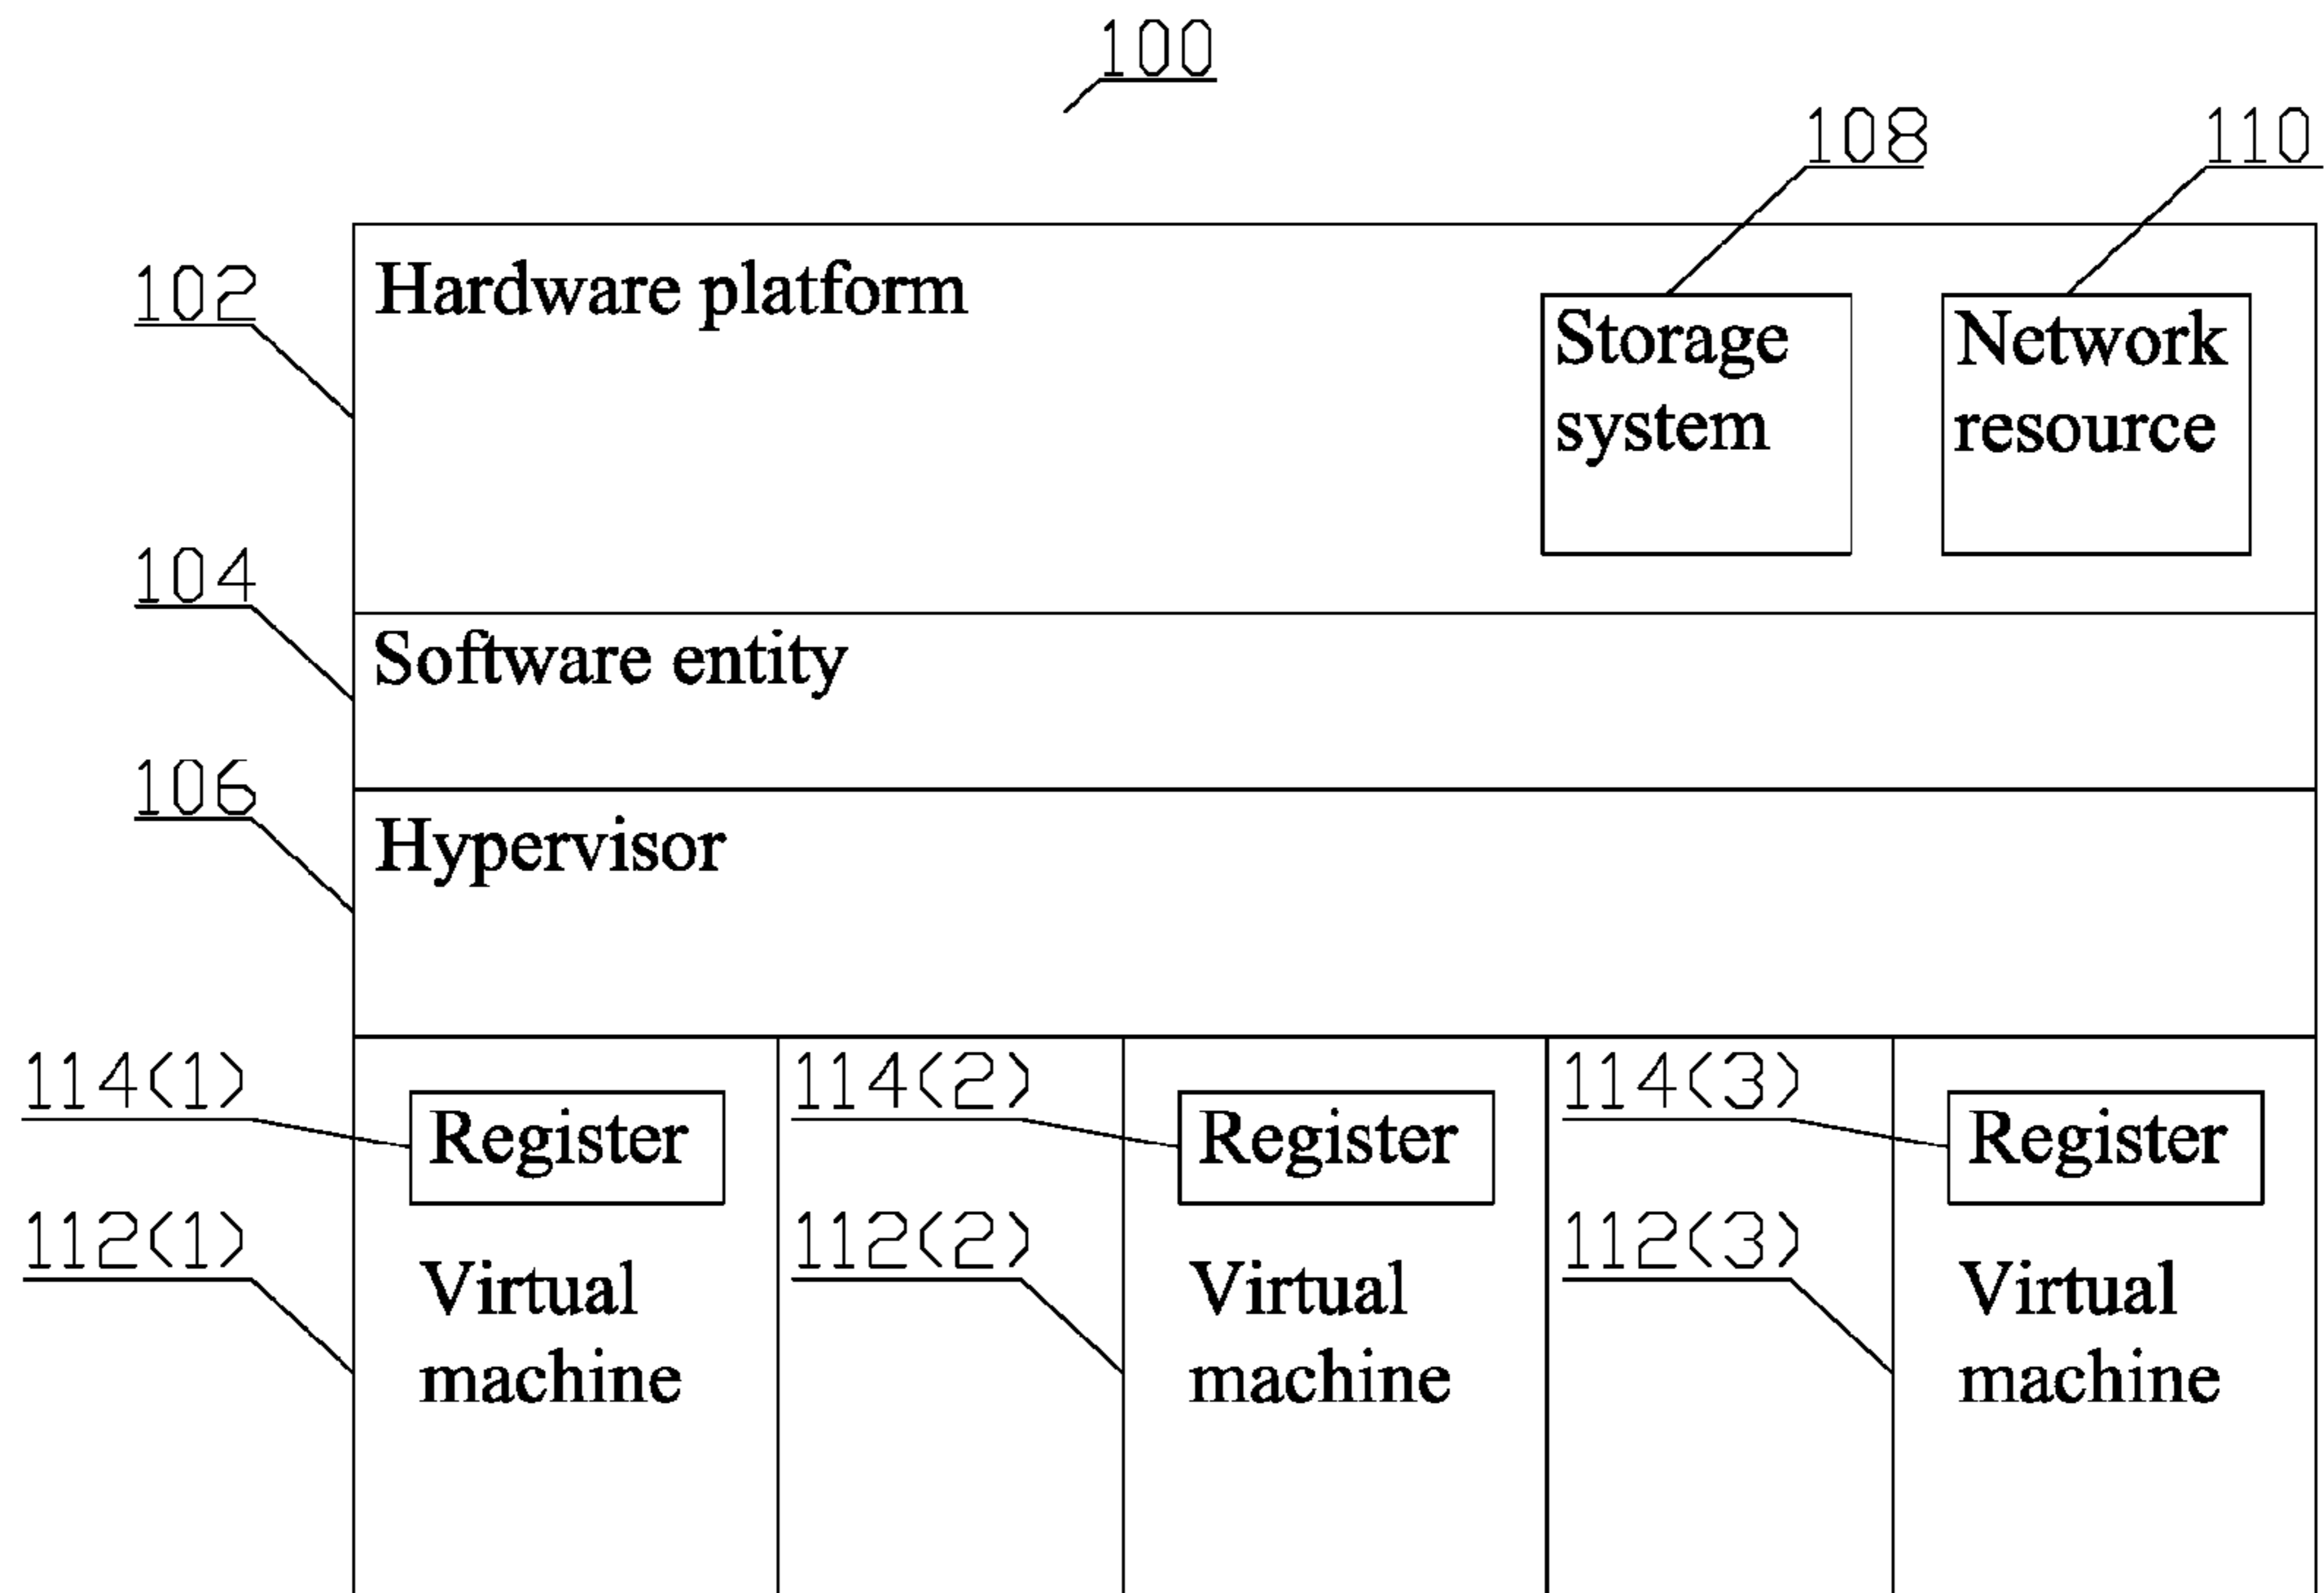 100
108
110
102
Hardware platform
Storage
system
Network
resource
104
Software entity
106
Hypervisor
114(1)
Register
114(2)
Register
114(3)
Register
112(1)
Virtual
machine
112(2)
Virtual
machine
112(3)
Virtual
machine